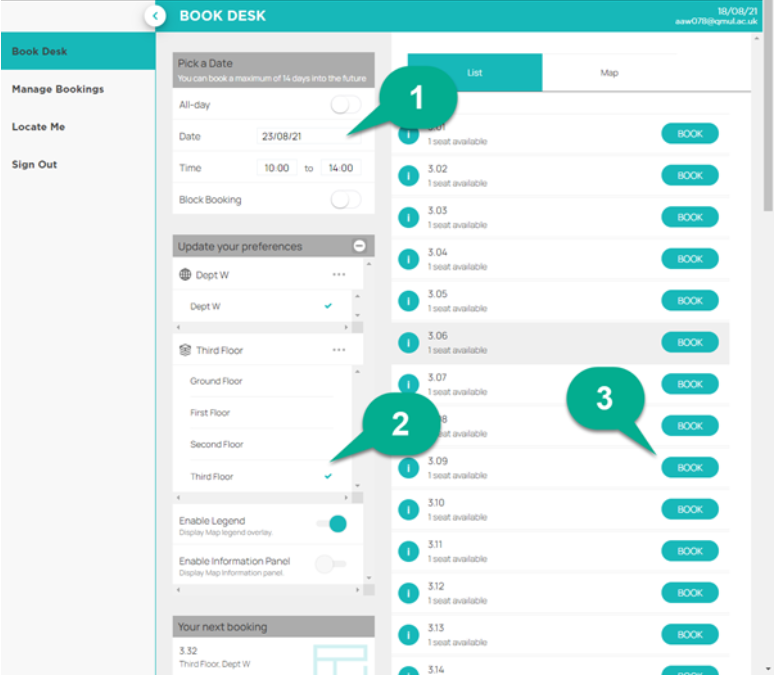 BOOK DESK
18/08/21
aaw078@qmul.ac.uk
Book Desk
Manage Bookings
Locate Me
Sign Out
Pick a Date
You can book a maximum of 14 days into the future
All-day
Date 23/08/21
Time 10:00 to 14:00
Block Booking
Update your preferences
Dept W
Dept W
Third Floor
Ground Floor
First Floor
Second Floor
Third Floor
Enable Legend
Display Map legend overlay.
Enable Information Panel
Display Map Information panel.
Your next booking
3.32
Third Floor, Dept W
1
2
3
List Map
3.01
1 seat available
BOOK
3.02
1 seat available
BOOK
3.03
1 seat available
BOOK
3.04
1 seat available
BOOK
3.05
1 seat available
BOOK
3.06
1 seat available
BOOK
3.07
1 seat available
BOOK
8
seat available
BOOK
3.09
1 seat available
BOOK
3.10
1 seat available
BOOK
3.11
1 seat available
BOOK
3.12
1 seat available
BOOK
3.13
1 seat available
BOOK
3.14
BOOK